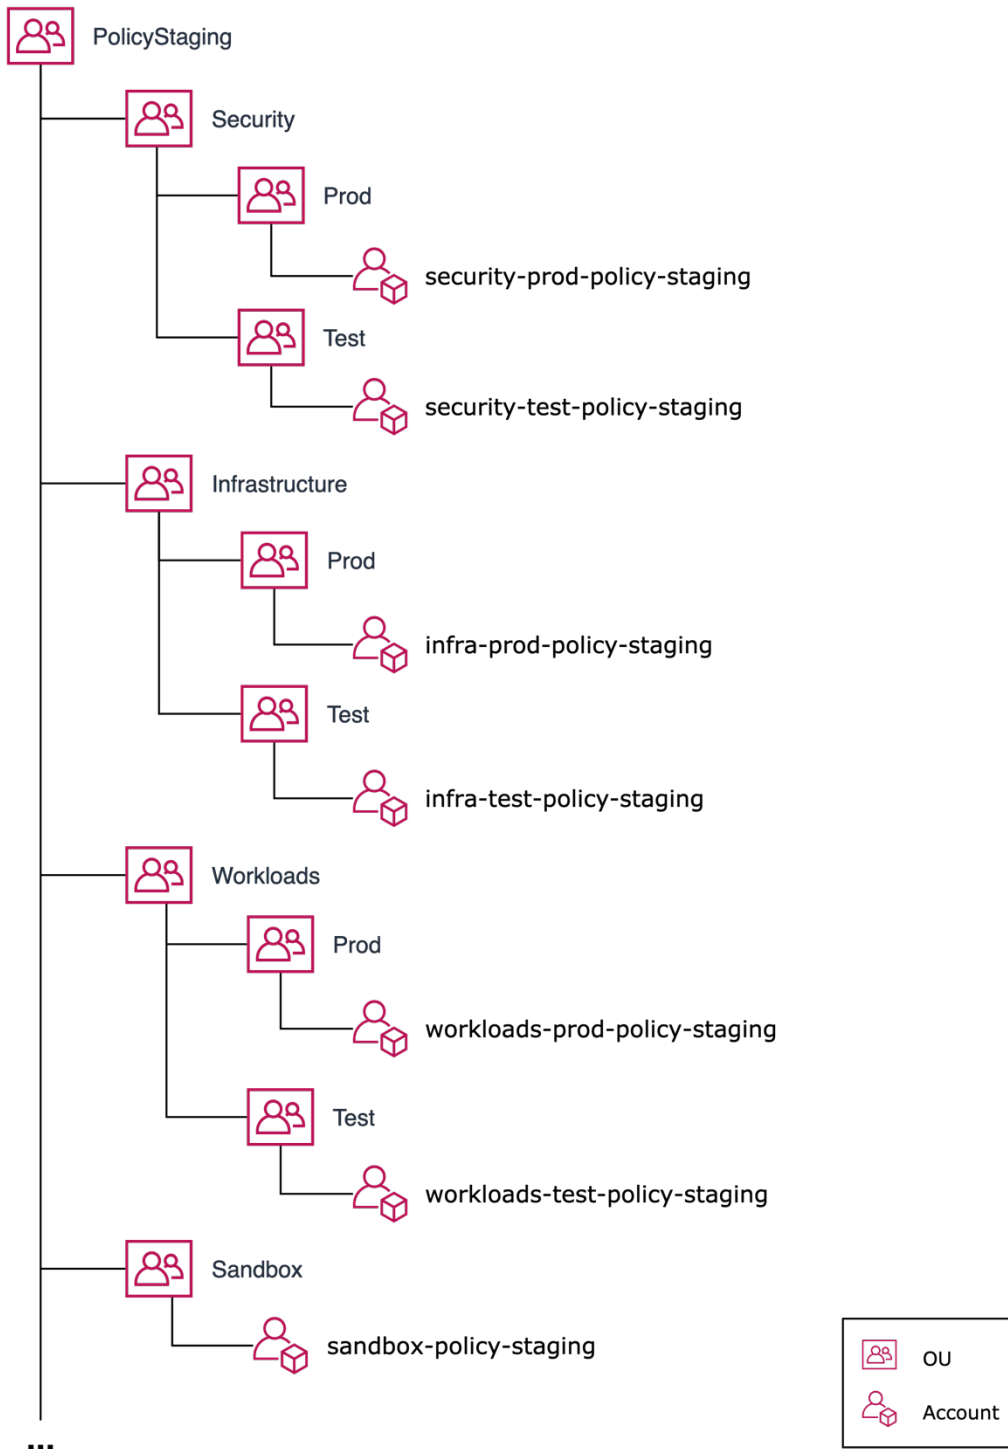 PolicyStaging
Security
Prod
security-prod-policy-staging
Test
security-test-policy-staging
Infrastructure
Prod
infra-prod-policy-staging
Test
infra-test-policy-staging
Workloads
Prod
workloads-prod-policy-staging
Test
workloads-test-policy-staging
Sandbox
sandbox-policy-staging
...
OU
Account